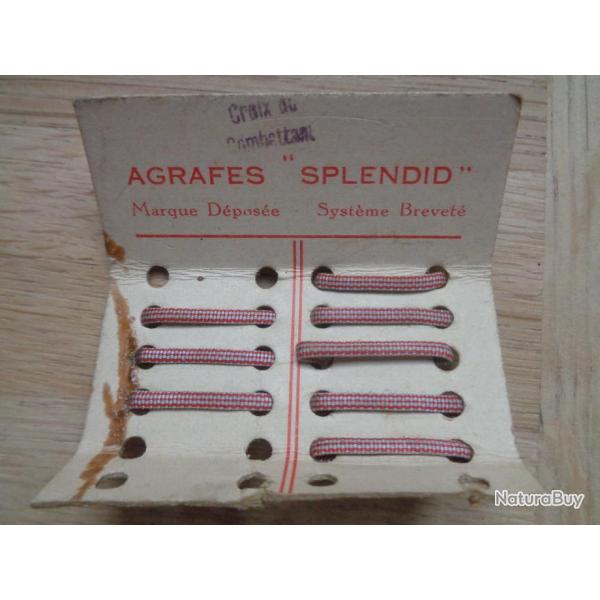 Croix du
Combattant
AGRAFES "SPLENDID"
Marque Déposée - Système Breveté
NaturaBuy